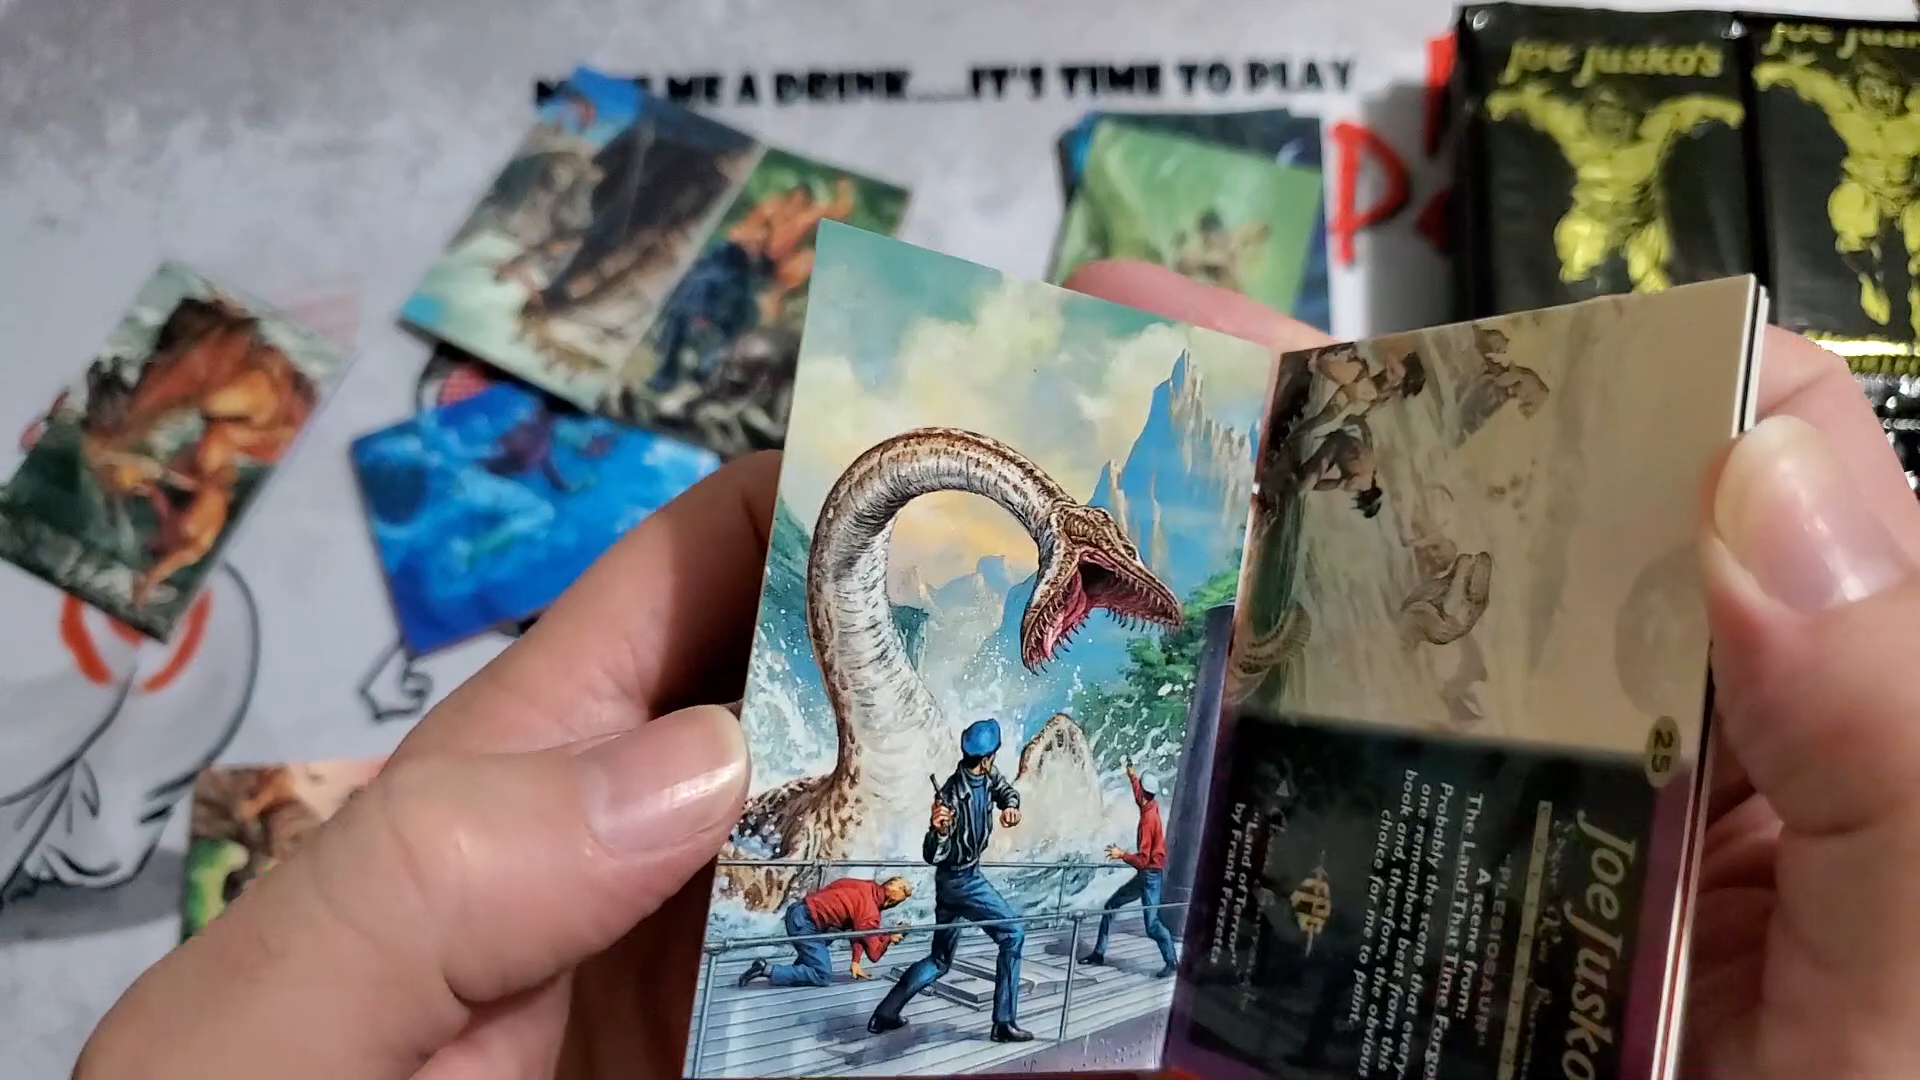 ME A DRINK.....IT'S TIME TO PLAY
Joe Jusko's
Joe Jusko
25
"PLESIOSAUR"
A scene from:
The Land That Time Forgot
Probably the scene that every-
one remembers best from this
book and, therefore, the obvious
choice for me to paint.
"Land of Terror"
by Frank Frazetta